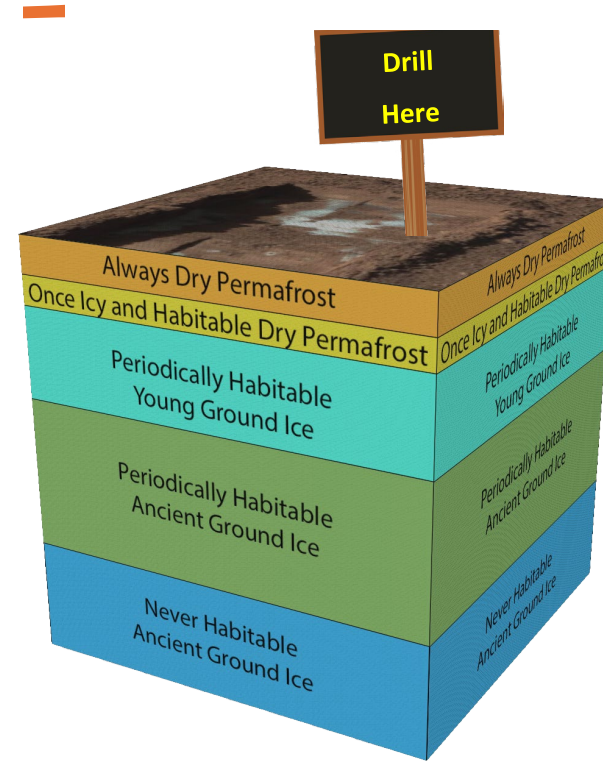 Drill
Here
Always Dry Permafrost
Once Icy and Habitable Dry Permafrost
Periodically Habitable
Young Ground Ice
Periodically Habitable
Ancient Ground Ice
Never Habitable
Ancient Ground Ice
Always Dry Permafrost
Once Icy and Habitable Dry Permafro
Periodically Habitable
Young Ground Ice
Periodically Habitable
Ancient Ground Ice
Never Habitable
Ancient Ground Ice